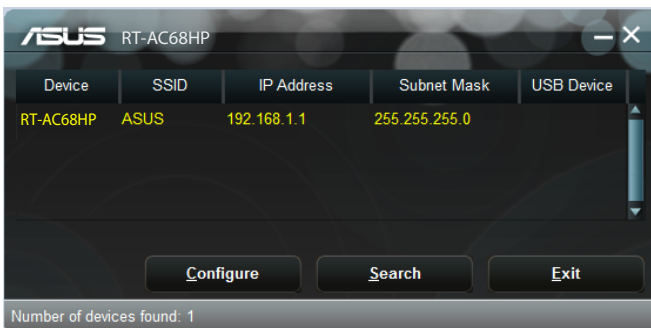 ASUS RT-AC68HP
Device SSID IP Address Subnet Mask USB Device
RT-AC68HP ASUS 192.168.1.1 255.255.255.0
Configure Search Exit
Number of devices found: 1